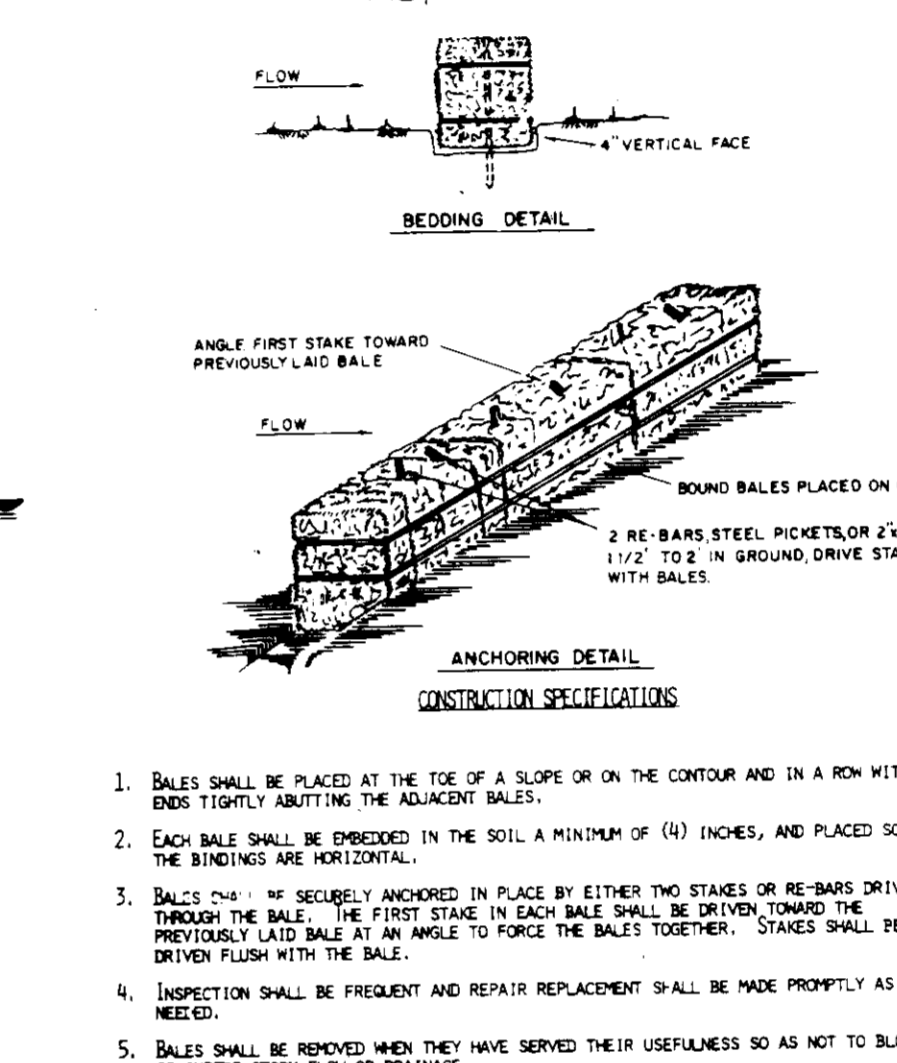 FLOW
4" VERTICAL FACE
BEDDING DETAIL
ANGLE FIRST STAKE TOWARD
PREVIOUSLY LAID BALE
FLOW
BOUND BALES PLACED ON
2 RE-BARS, STEEL PICKETS, OR 2"
1 1/2' TO 2' IN GROUND, DRIVE STA
WITH BALES.
ANCHORING DETAIL
CONSTRUCTION SPECIFICATIONS
1. BALES SHALL BE PLACED AT THE TOE OF A SLOPE OR ON THE CONTOUR AND IN A ROW WIT
ENDS TIGHTLY ABUTTING THE ADJACENT BALES.
2. EACH BALE SHALL BE EMBEDDED IN THE SOIL A MINIMUM OF (4) INCHES, AND PLACED SO
THE BINDINGS ARE HORIZONTAL.
3. BALES SHALL BE SECURELY ANCHORED IN PLACE BY EITHER TWO STAKES OR RE-BARS DRIV
THROUGH THE BALE. THE FIRST STAKE IN EACH BALE SHALL BE DRIVEN TOWARD THE
PREVIOUSLY LAID BALE AT AN ANGLE TO FORCE THE BALES TOGETHER. STAKES SHALL BE
DRIVEN FLUSH WITH THE BALE.
4. INSPECTION SHALL BE FREQUENT AND REPAIR REPLACEMENT SHALL BE MADE PROMPTLY AS
NEEDED.
5. BALES SHALL BE REMOVED WHEN THEY HAVE SERVED THEIR USEFULNESS SO AS NOT TO BL